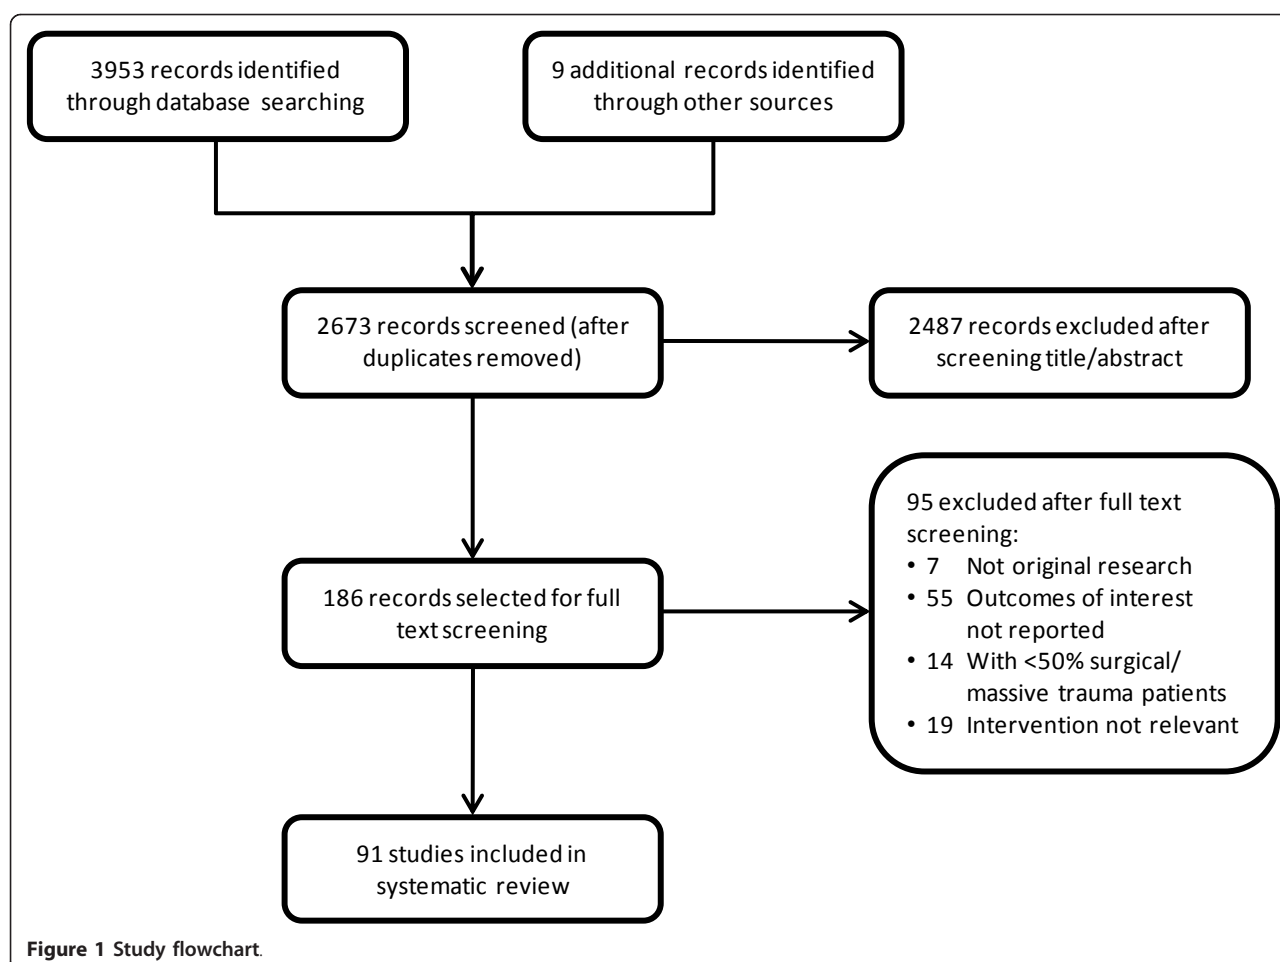 3953 records identified
through database searching
9 additional records identified
through other sources
2673 records screened (after
duplicates removed)
2487 records excluded after
screening title/abstract
186 records selected for full
text screening
95 excluded after full text
screening:
• 7 Not original research
• 55 Outcomes of interest
not reported
• 14 With <50% surgical/
massive trauma patients
• 19 Intervention not relevant
91 studies included in
systematic review
Figure 1 Study flowchart.